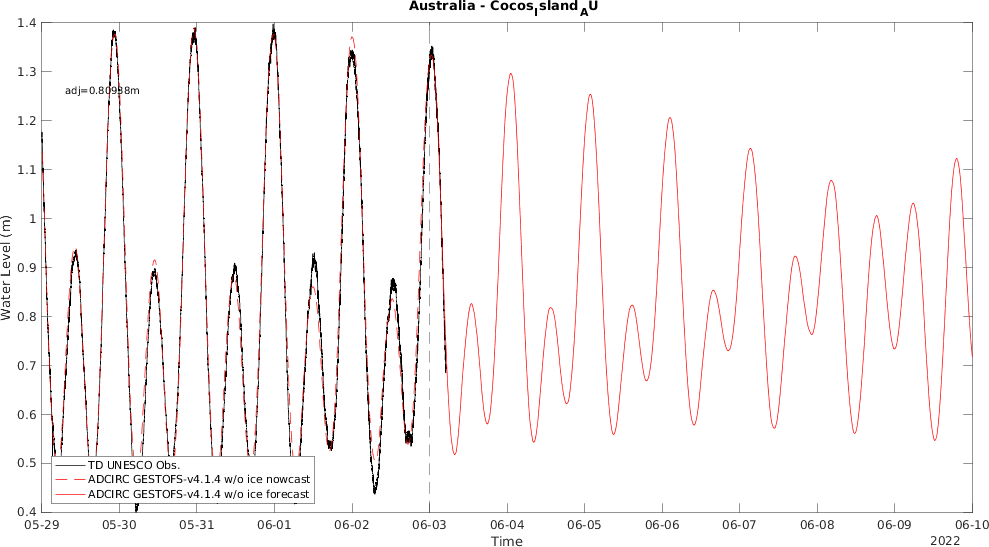 Australia - Cocos_Island_AU
1.4
1.3
1.2
1.1
1
0.9
0.8
0.7
0.6
0.5
0.4
Water Level (m)
adj=0.80938m
TD UNESCO Obs.
ADCIRC GESTOFS-v4.1.4 w/o ice nowcast
ADCIRC GESTOFS-v4.1.4 w/o ice forecast
05-29 05-30 05-31 06-01 06-02 06-03 06-04 06-05 06-06 06-07 06-08 06-09 06-10
Time
2022